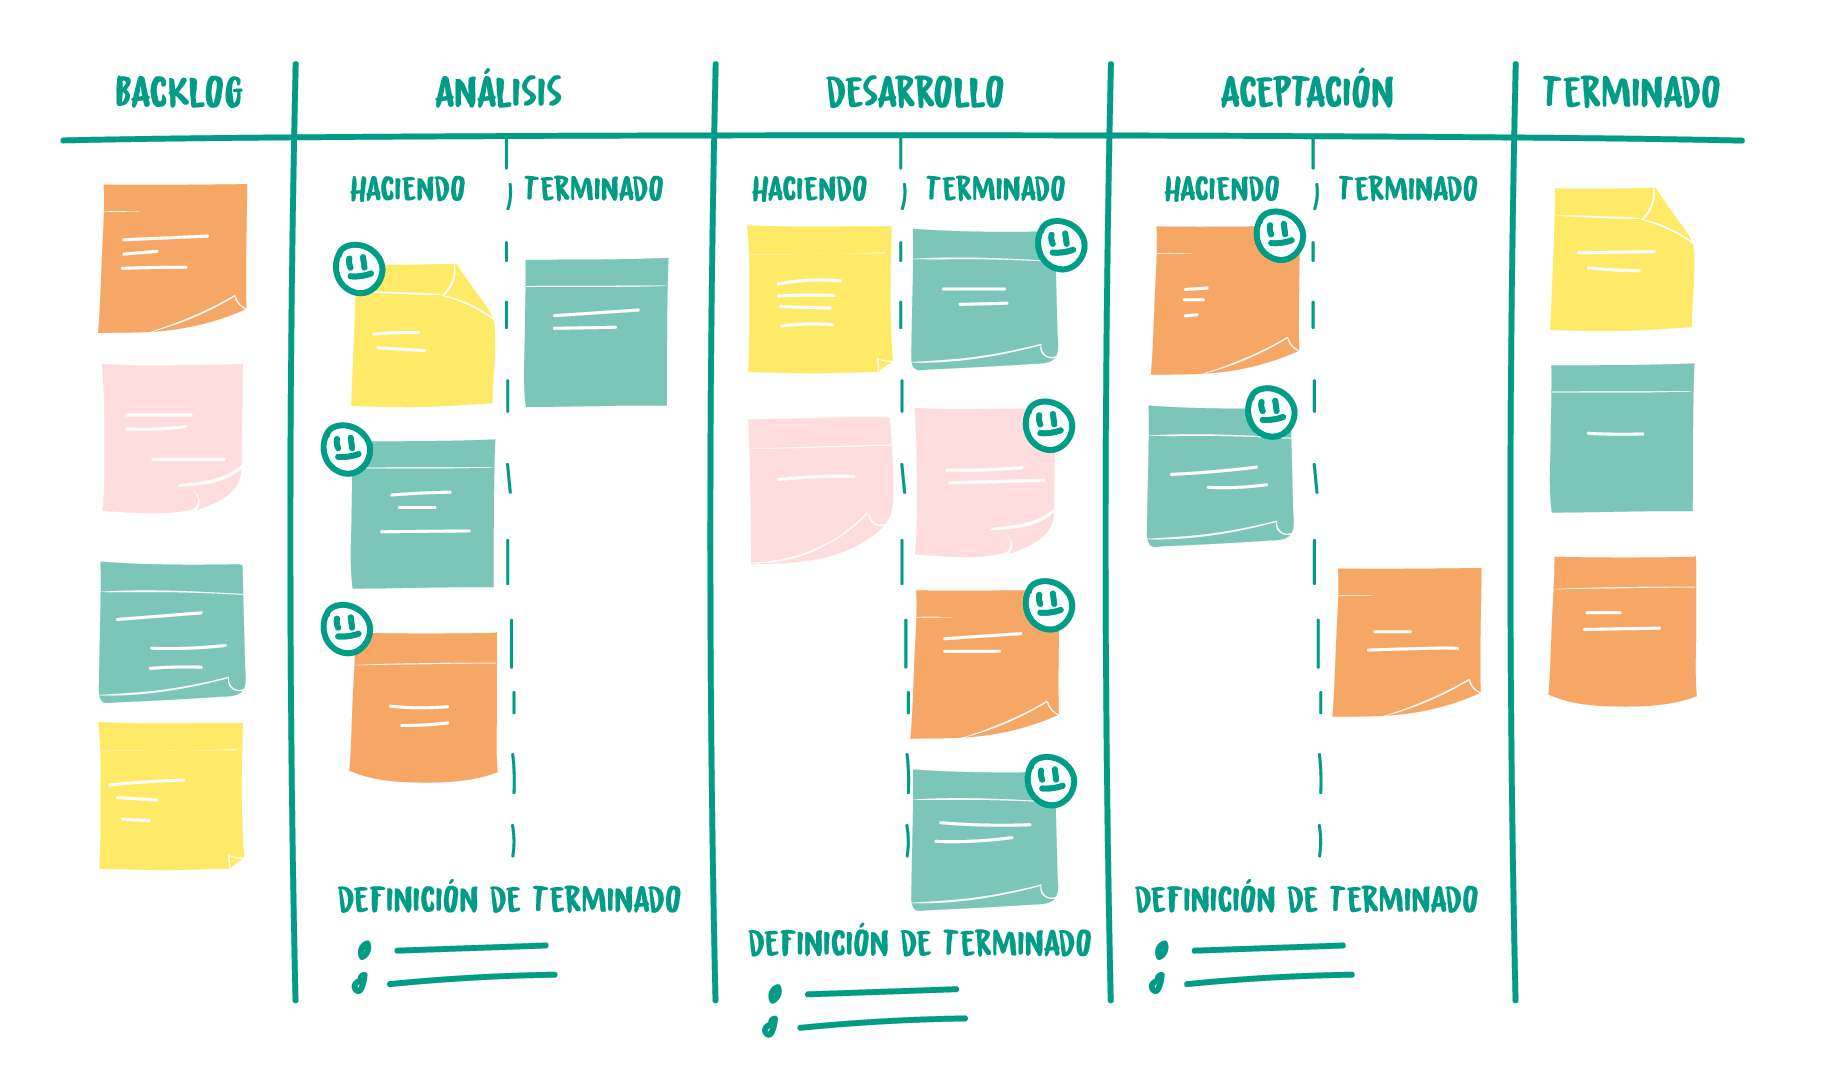 BACKLOG
ANÁLISIS
DESARROLLO
ACEPTACIÓN
TERMINADO
HACIENDO
TERMINADO
HACIENDO
TERMINADO
HACIENDO
TERMINADO
DEFINICIÓN DE TERMINADO
DEFINICIÓN DE TERMINADO
DEFINICIÓN DE TERMINADO